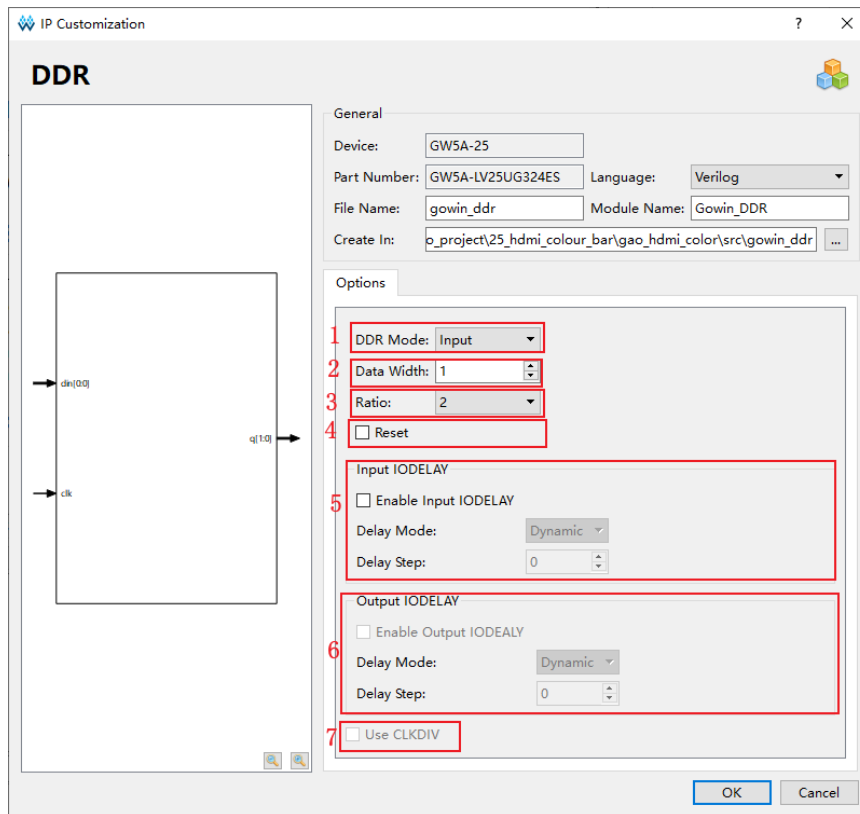 IP Customization
?
DDR
General
Device: GW5A-25
Part Number: GW5A-LV25UG324ES Language: Verilog
File Name: gowin_ddr Module Name: Gowin_DDR
Create In: o_project\25_hdmi_colour_bar\gao_hdmi_color\src\gowin_ddr ...
Options
1 DDR Mode: Input
2 Data Width: 1
3 Ratio: 2
4 Reset
din[0:0]
q[1:0]
clk
Input IODELAY
5 Enable Input IODELAY
Delay Mode: Dynamic
Delay Step: 0
Output IODELAY
Enable Output IODEALY
6
Delay Mode: Dynamic
Delay Step: 0
7 Use CLKDIV
OK Cancel